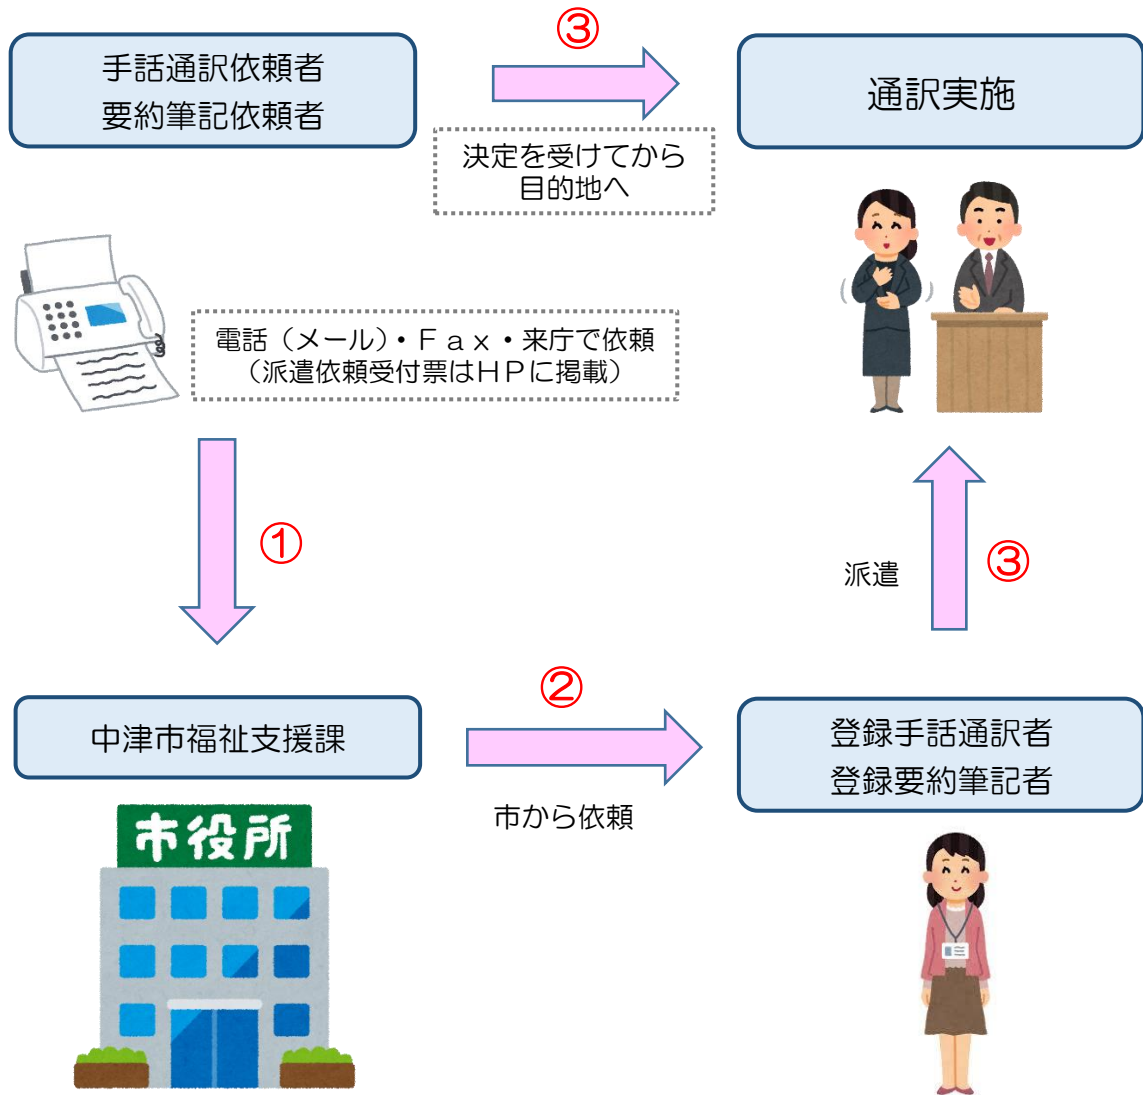 手話通訳依頼者
要約筆記依頼者
③
決定を受けてから
目的地へ
通訳実施
電話（メール）・Ｆａｘ・来庁で依頼
（派遣依頼受付票はＨＰに掲載）
①
派遣
③
中津市福祉支援課
②
市から依頼
登録手話通訳者
登録要約筆記者
市役所